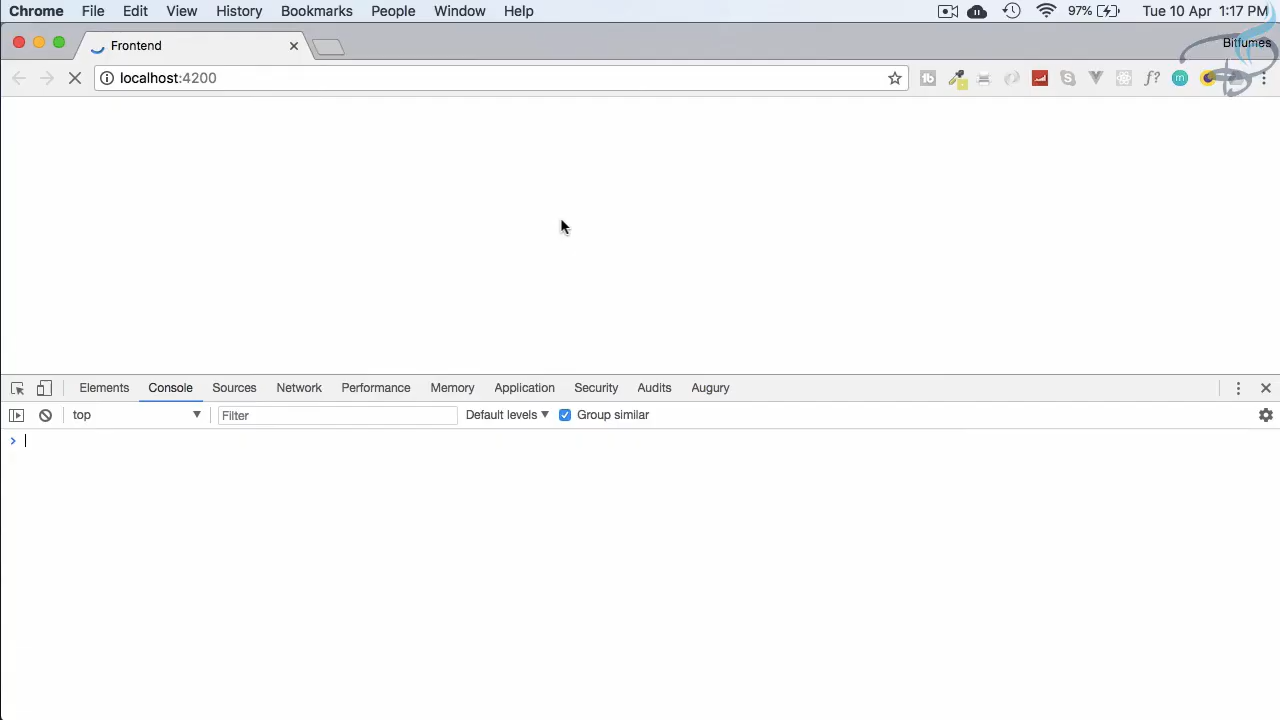 Chrome File Edit View History Bookmarks People Window Help 97% Tue 10 Apr 1:17 PM
Frontend Bitfumes
localhost:4200
Elements Console Sources Network Performance Memory Application Security Audits Augury
top Filter Default levels Group similar